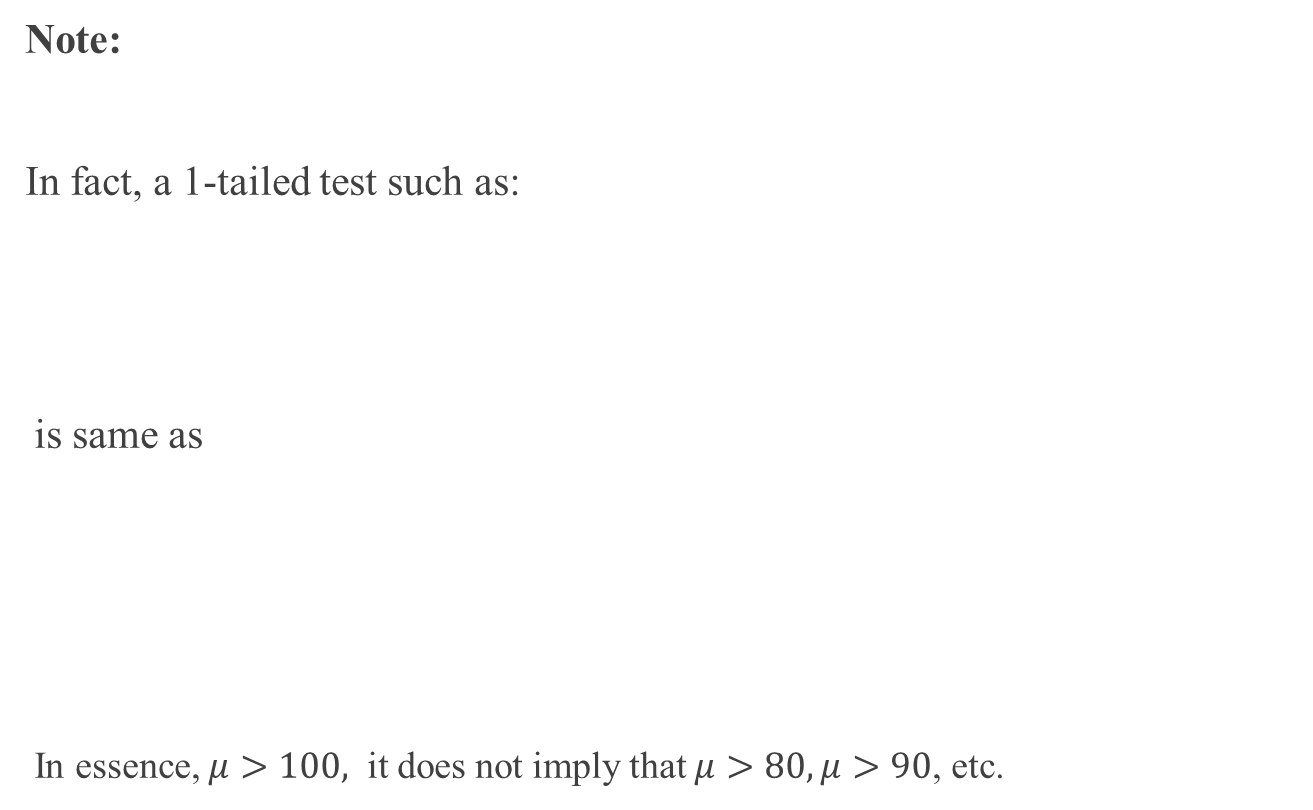 Note:
In fact, a 1-tailed test such as:
is same as
In essence, 𝜇 > 100, it does not imply that 𝜇 > 80, 𝜇 > 90, etc.